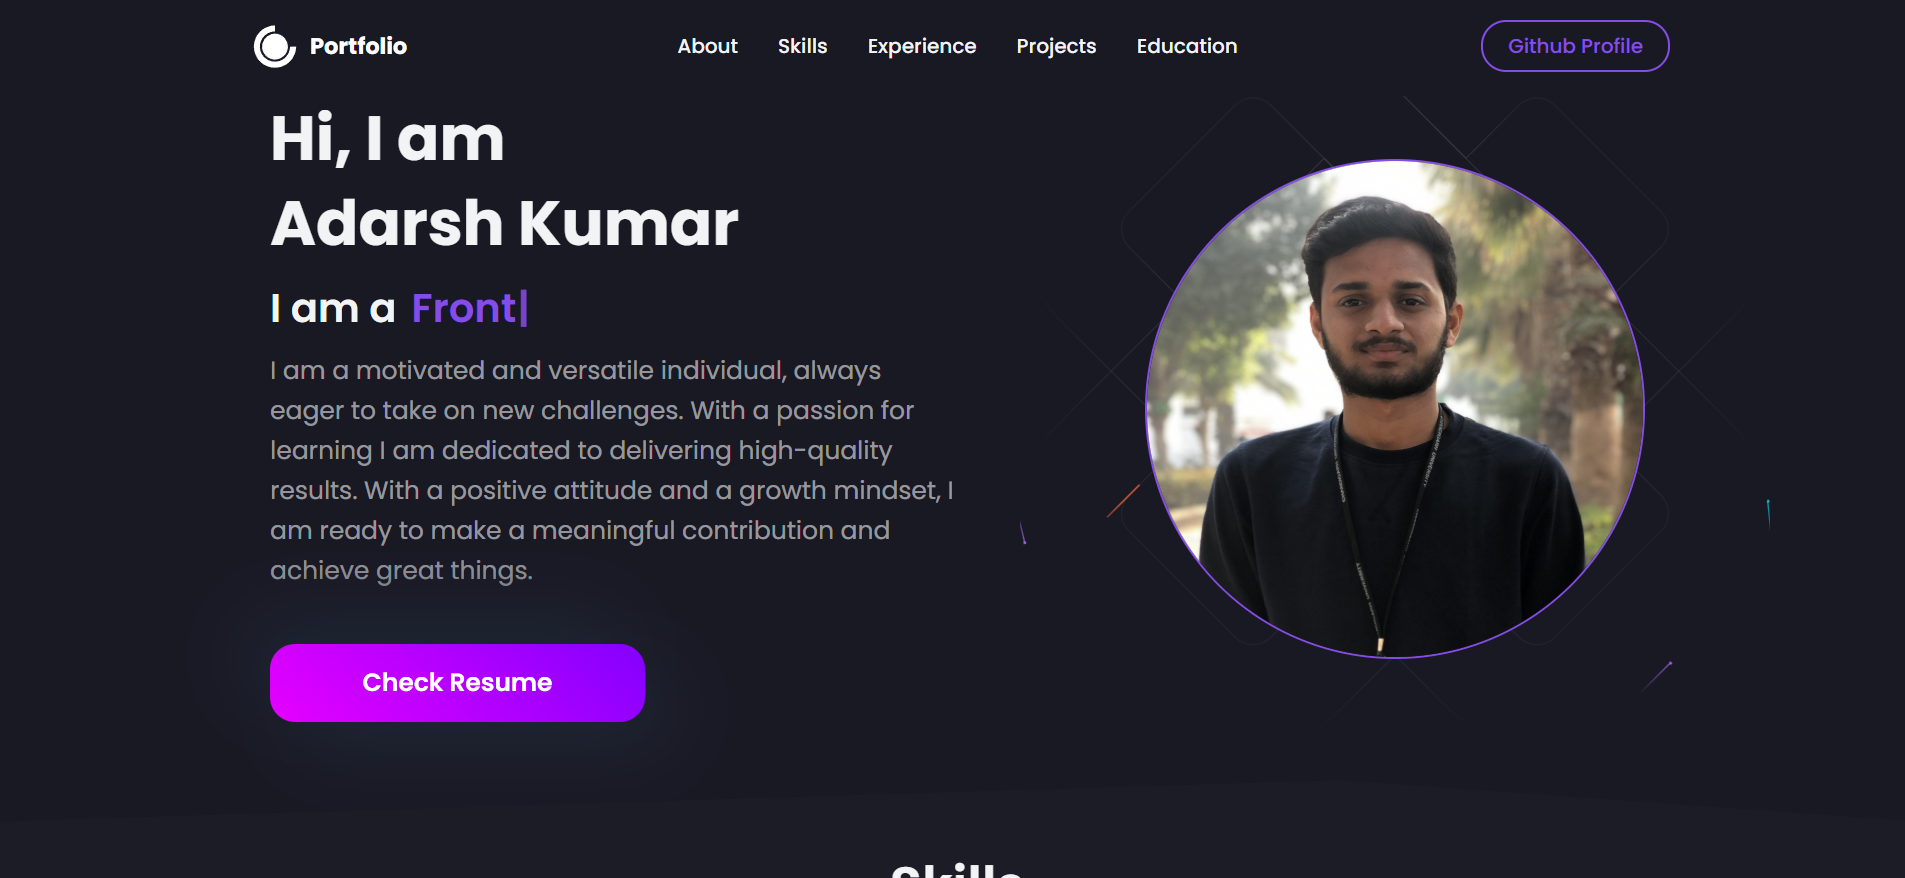 Portfolio
About
Skills
Experience
Projects
Education
Github Profile
Hi, I am
Adarsh Kumar
I am a Front|
I am a motivated and versatile individual, always
eager to take on new challenges. With a passion for
learning I am dedicated to delivering high-quality
results. With a positive attitude and a growth mindset, I
am ready to make a meaningful contribution and
achieve great things.
Check Resume
Skills